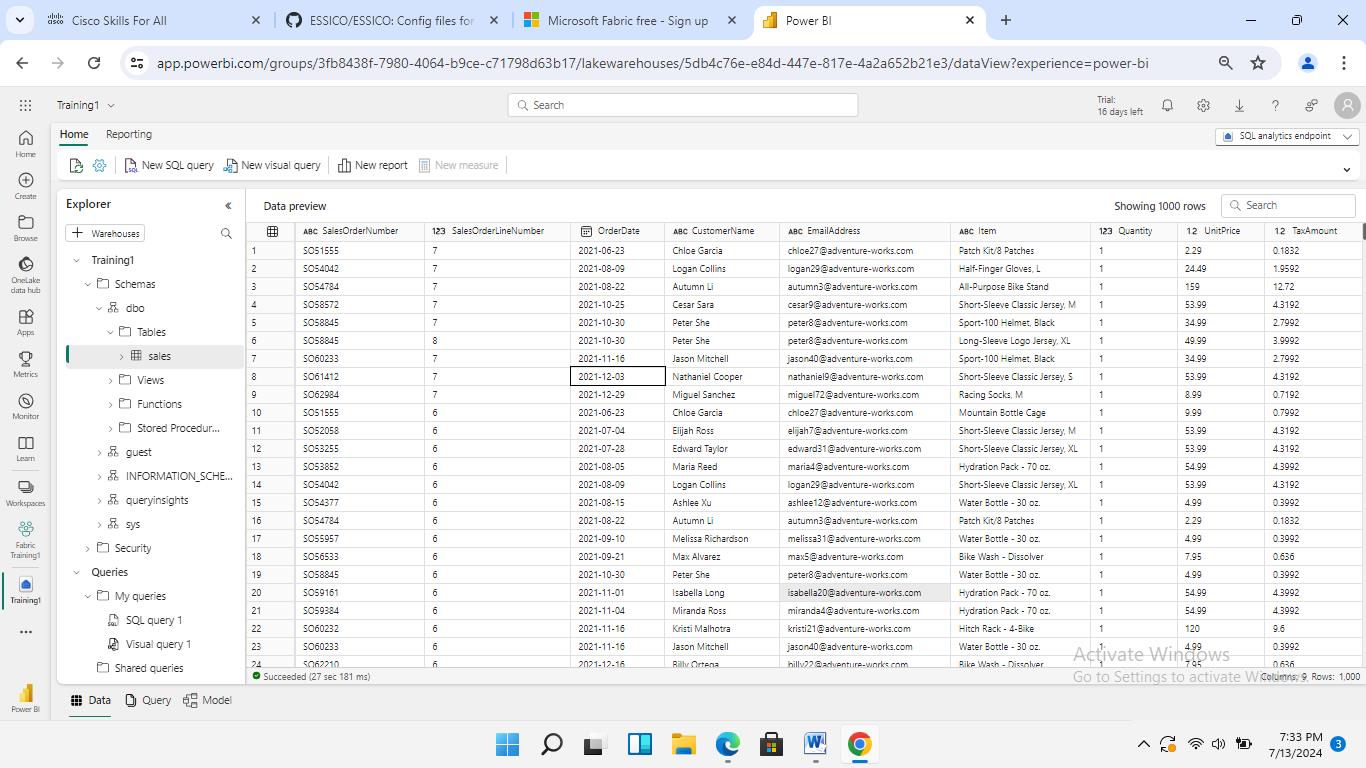 Cisco Skills For All
ESSICO/ESSICO: Config files for
Microsoft Fabric free - Sign up
Power BI
app.powerbi.com/groups/3fb8438f-7980-4064-b9ce-c71798d63b17/lakewarehouses/5db4c76e-e84d-447e-817e-4a2a652b21e3/dataView?experience=power-bi
Training1
Search
Trial:
16 days left
Home
Reporting
SQL analytics endpoint
New SQL query
New visual query
New report
New measure
Home
Create
Browse
OneLake
data hub
Apps
Metrics
Monitor
Learn
Workspaces
Fabric
Training1
Training1
Power BI
Explorer
Warehouses
Training1
Schemas
dbo
Tables
sales
Views
Functions
Stored Procedur...
guest
INFORMATION_SCHE...
queryinsights
sys
Security
Queries
My queries
SQL query 1
Visual query 1
Shared queries
Data preview
Showing 1000 rows
Search
ABC SalesOrderNumber 123 SalesOrderLineNumber OrderDate ABC CustomerName ABC EmailAddress ABC Item 123 Quantity 1.2 UnitPrice 1.2 TaxAmount
1 SO51555 7 2021-06-23 Chloe Garcia chloe27@adventure-works.com Patch Kit/8 Patches 1 2.29 0.1832
2 SO54042 7 2021-08-09 Logan Collins logan29@adventure-works.com Half-Finger Gloves, L 1 24.49 1.9592
3 SO54784 7 2021-08-22 Autumn Li autumn3@adventure-works.com All-Purpose Bike Stand 1 159 12.72
4 SO58572 7 2021-10-25 Cesar Sara cesar9@adventure-works.com Short-Sleeve Classic Jersey, M 1 53.99 4.3192
5 SO58845 7 2021-10-30 Peter She peter8@adventure-works.com Sport-100 Helmet, Black 1 34.99 2.7992
6 SO58845 8 2021-10-30 Peter She peter8@adventure-works.com Long-Sleeve Logo Jersey, XL 1 49.99 3.9992
7 SO60233 7 2021-11-16 Jason Mitchell jason40@adventure-works.com Sport-100 Helmet, Black 1 34.99 2.7992
8 SO61412 7 2021-12-03 Nathaniel Cooper nathaniel9@adventure-works.com Short-Sleeve Classic Jersey, S 1 53.99 4.3192
9 SO62984 7 2021-12-29 Miguel Sanchez miguel72@adventure-works.com Racing Socks, M 1 8.99 0.7192
10 SO51555 6 2021-06-23 Chloe Garcia chloe27@adventure-works.com Mountain Bottle Cage 1 9.99 0.7992
11 SO52058 6 2021-07-04 Elijah Ross elijah7@adventure-works.com Short-Sleeve Classic Jersey, M 1 53.99 4.3192
12 SO53255 6 2021-07-28 Edward Taylor edward31@adventure-works.com Short-Sleeve Classic Jersey, XL 1 53.99 4.3192
13 SO53852 6 2021-08-05 Maria Reed maria4@adventure-works.com Hydration Pack - 70 oz. 1 54.99 4.3992
14 SO54042 6 2021-08-09 Logan Collins logan29@adventure-works.com Short-Sleeve Classic Jersey, XL 1 53.99 4.3992
15 SO54377 6 2021-08-15 Ashlee Xu ashlee12@adventure-works.com Water Bottle - 30 oz. 1 4.99 0.3992
16 SO54784 6 2021-08-22 Autumn Li autumn3@adventure-works.com Patch Kit/8 Patches 1 2.29 0.1832
17 SO55957 6 2021-09-10 Melissa Richardson melissa31@adventure-works.com Water Bottle - 30 oz. 1 4.99 0.3992
18 SO56533 6 2021-09-21 Max Alvarez max5@adventure-works.com Bike Wash - Dissolver 1 7.95 0.636
19 SO58845 6 2021-10-30 Peter She peter8@adventure-works.com Water Bottle - 30 oz. 1 4.99 0.3992
20 SO59161 6 2021-11-01 Isabella Long isabella20@adventure-works.com Hydration Pack - 70 oz. 1 54.99 4.3992
21 SO59384 6 2021-11-04 Miranda Ross miranda4@adventure-works.com Hydration Pack - 70 oz. 1 54.99 4.3992
22 SO60232 6 2021-11-16 Kristi Malhotra kristi21@adventure-works.com Hitch Rack - 4-Bike 1 120 9.6
23 SO60233 6 2021-11-16 Jason Mitchell jason40@adventure-works.com Water Bottle - 30 oz. 1 4.99 0.3992
24 SO62210 6 2021-12-16 Billy Ortega billy22@adventure-works.com Bike Wash - Dissolver 1 7.95 0.636
Activate Windows
Go to Settings to activate Windows.
Succeeded (27 sec 181 ms)
Columns: 9 Rows: 1,000
Data
Query
Model
7:33 PM
7/13/2024
3